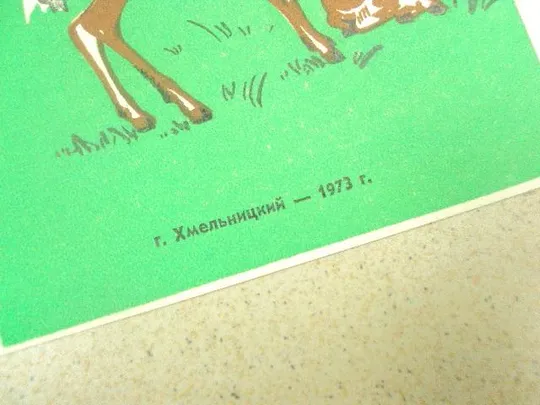 г. Хмельницкий — 1973 г.